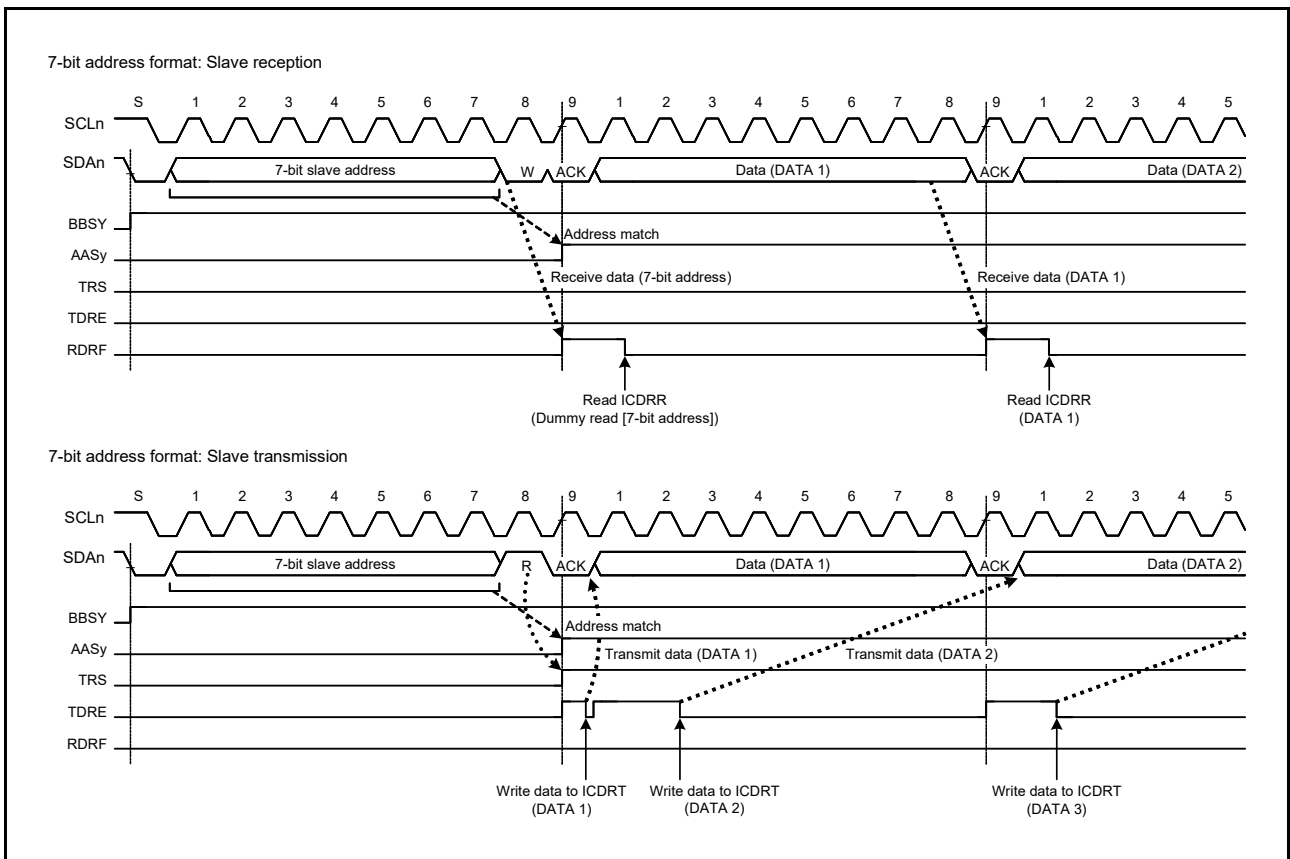 7-bit address format: Slave reception
S 1 2 3 4 5 6 7 8 9 1 2 3 4 5 6 7 8 9 1 2 3 4 5
SCLn
SDAn 7-bit slave address W ACK Data (DATA 1) ACK Data (DATA 2)
BBSY
Address match
AASy
Receive data (7-bit address) Receive data (DATA 1)
TRS
TDRE
RDRF
Read ICDRR Read ICDRR
(Dummy read [7-bit address]) (DATA 1)
7-bit address format: Slave transmission
S 1 2 3 4 5 6 7 8 9 1 2 3 4 5 6 7 8 9 1 2 3 4 5
SCLn
SDAn 7-bit slave address R ACK Data (DATA 1) ACK Data (DATA 2)
BBSY
Address match
AASy
Transmit data (DATA 1) Transmit data (DATA 2)
TRS
TDRE
RDRF
Write data to ICDRT Write data to ICDRT Write data to ICDRT
(DATA 1) (DATA 2) (DATA 3)